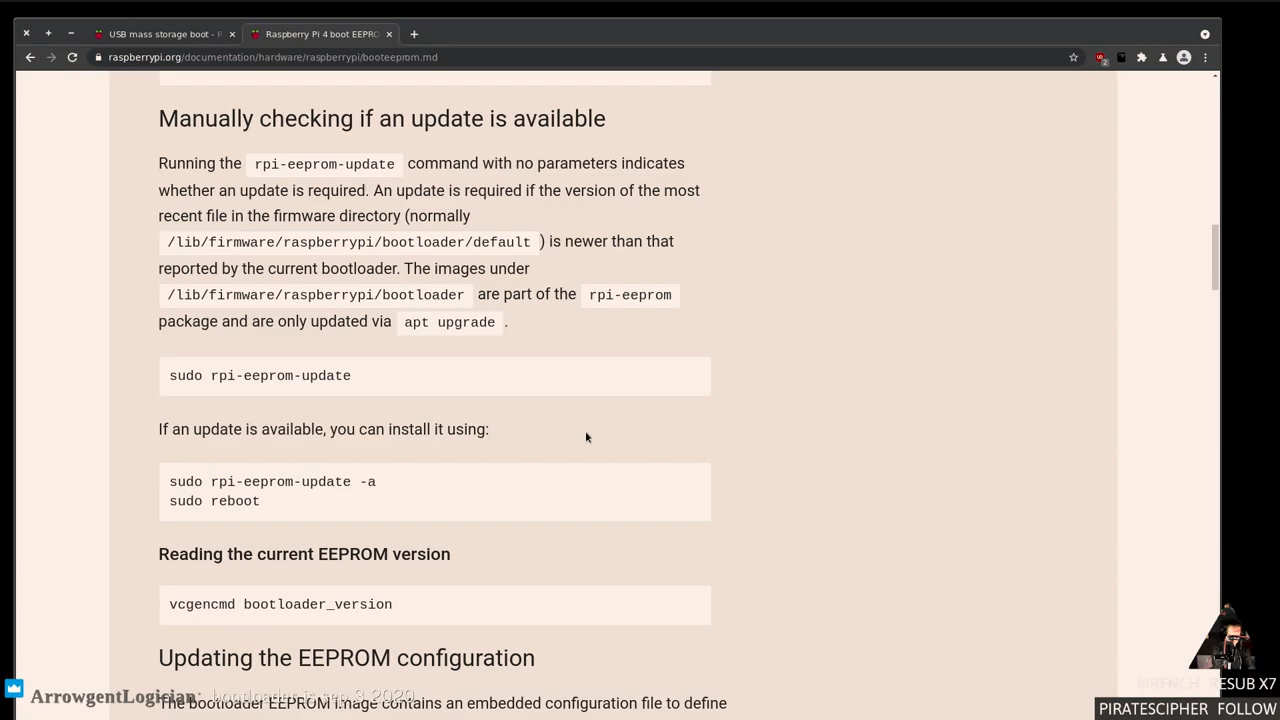 USB mass storage boot - R
Raspberry Pi 4 boot EEPRO
raspberrypi.org/documentation/hardware/raspberrypi/booteeprom.md
Manually checking if an update is available
Running the rpi-eeprom-update command with no parameters indicates
whether an update is required. An update is required if the version of the most
recent file in the firmware directory (normally
/lib/firmware/raspberrypi/bootloader/default ) is newer than that
reported by the current bootloader. The images under
/lib/firmware/raspberrypi/bootloader are part of the rpi-eeprom
package and are only updated via apt upgrade .
sudo rpi-eeprom-update
If an update is available, you can install it using:
sudo rpi-eeprom-update -a
sudo reboot
Reading the current EEPROM version
vcgencmd bootloader_version
Updating the EEPROM configuration
ArrowgentLogician: bootloader is sep 3 2020
The bootloader EEPROM image contains an embedded configuration file to define
MRENCH RESUB X7
PIRATESCIPHER FOLLOW